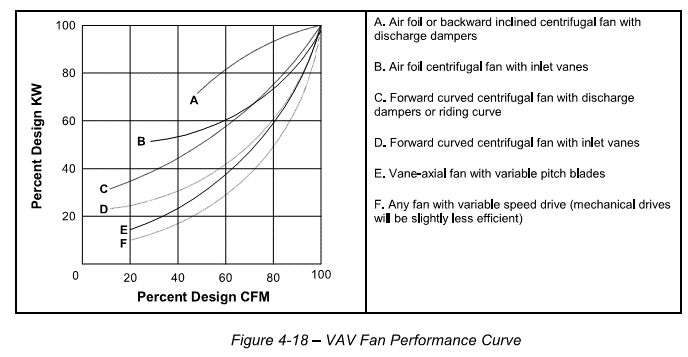 Percent Design KW
100
80
60
40
20
0
20
40
60
80
100
Percent Design CFM
A
B
C
D
E
F
A. Air foil or backward inclined centrifugal fan with
discharge dampers
B. Air foil centrifugal fan with inlet vanes
C. Forward curved centrifugal fan with discharge
dampers or riding curve
D. Forward curved centrifugal fan with inlet vanes
E. Vane-axial fan with variable pitch blades
F. Any fan with variable speed drive (mechanical drives
will be slightly less efficient)
Figure 4-18 – VAV Fan Performance Curve